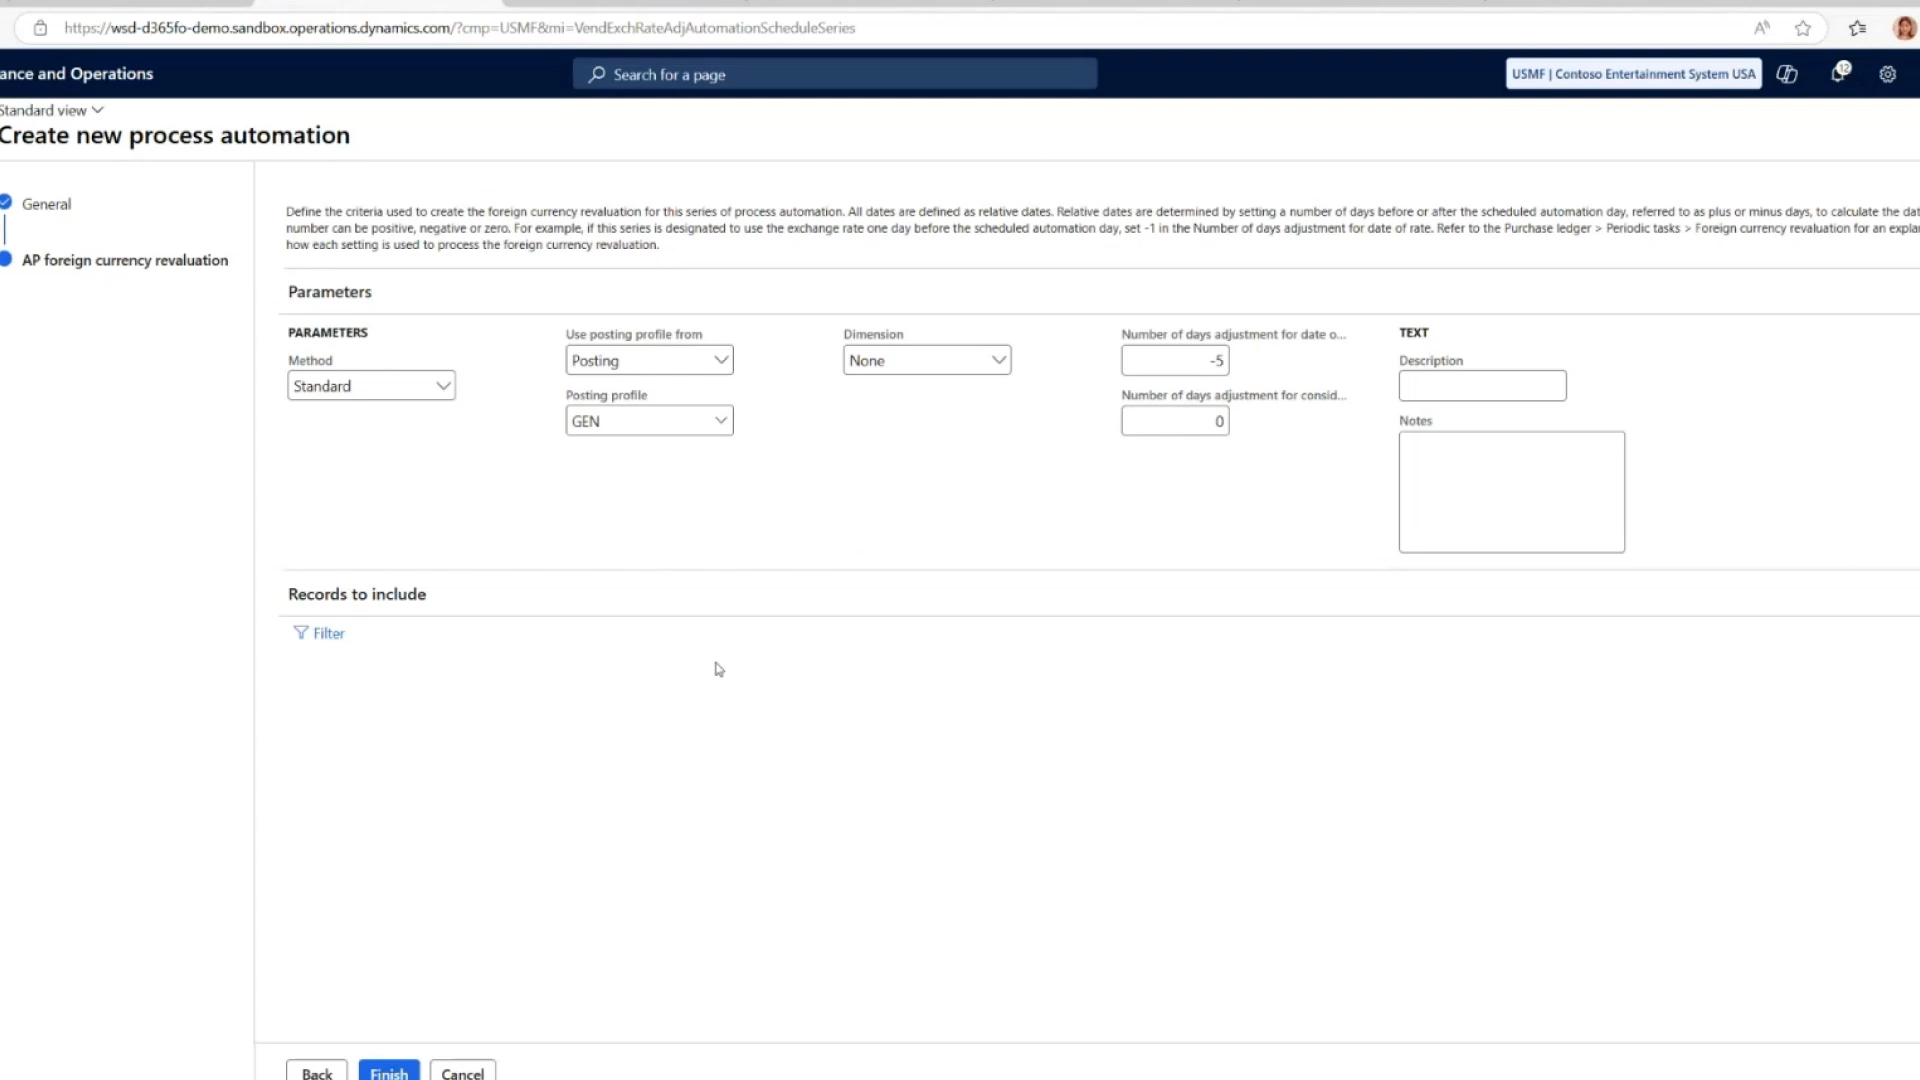 https://wsd-d365fo-demo.sandbox.operations.dynamics.com/?cmp=USMF&mi=VendExchRateAdjAutomationScheduleSeries
ance and Operations
Search for a page
USMF | Contoso Entertainment System USA
12
Standard view
Create new process automation
General
AP foreign currency revaluation
Define the criteria used to create the foreign currency revaluation for this series of process automation. All dates are defined as relative dates. Relative dates are determined by setting a number of days before or after the scheduled automation day, referred to as plus or minus days, to calculate the dat
number can be positive, negative or zero. For example, if this series is designated to use the exchange rate one day before the scheduled automation day, set -1 in the Number of days adjustment for date of rate. Refer to the Purchase ledger > Periodic tasks > Foreign currency revaluation for an expla
how each setting is used to process the foreign currency revaluation.
Parameters
PARAMETERS
Method
Standard
Use posting profile from
Posting
Posting profile
GEN
Dimension
None
Number of days adjustment for date o...
-5
Number of days adjustment for consid...
0
TEXT
Description
Notes
Records to include
Filter
Back
Finish
Cancel